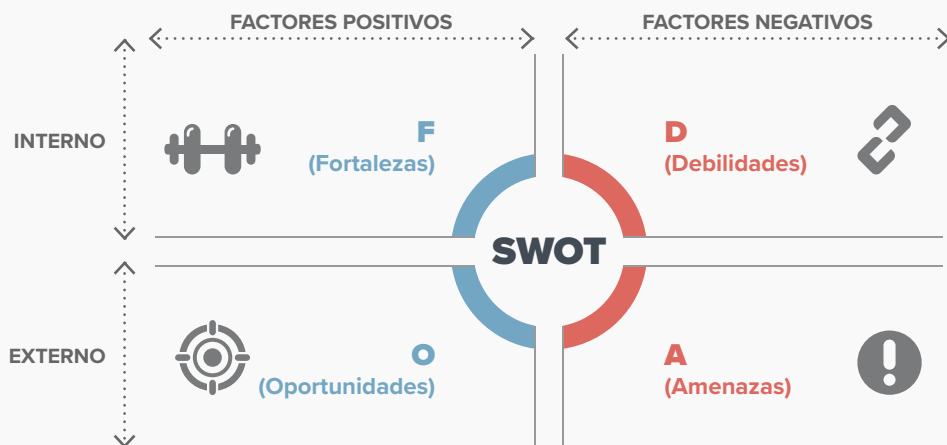 FACTORES POSITIVOS
FACTORES NEGATIVOS
INTERNO
F
(Fortalezas)
D
(Debilidades)
SWOT
EXTERNO
O
(Oportunidades)
A
(Amenazas)